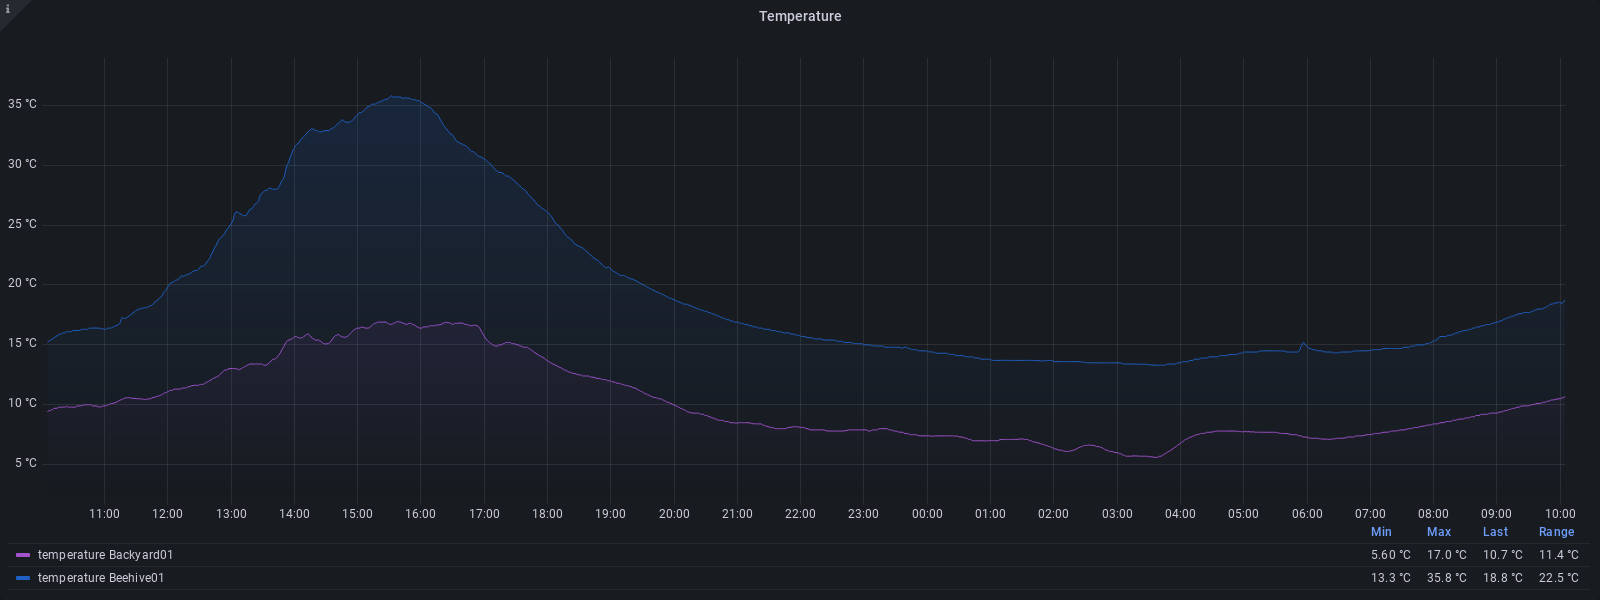 i
Temperature
35 °C
30 °C
25 °C
20 °C
15 °C
10 °C
5 °C
11:00 12:00 13:00 14:00 15:00 16:00 17:00 18:00 19:00 20:00 21:00 22:00 23:00 00:00 01:00 02:00 03:00 04:00 05:00 06:00 07:00 08:00 09:00 10:00
Min Max Last Range
temperature Backyard01 5.60 °C 17.0 °C 10.7 °C 11.4 °C
temperature Beehive01 13.3 °C 35.8 °C 18.8 °C 22.5 °C